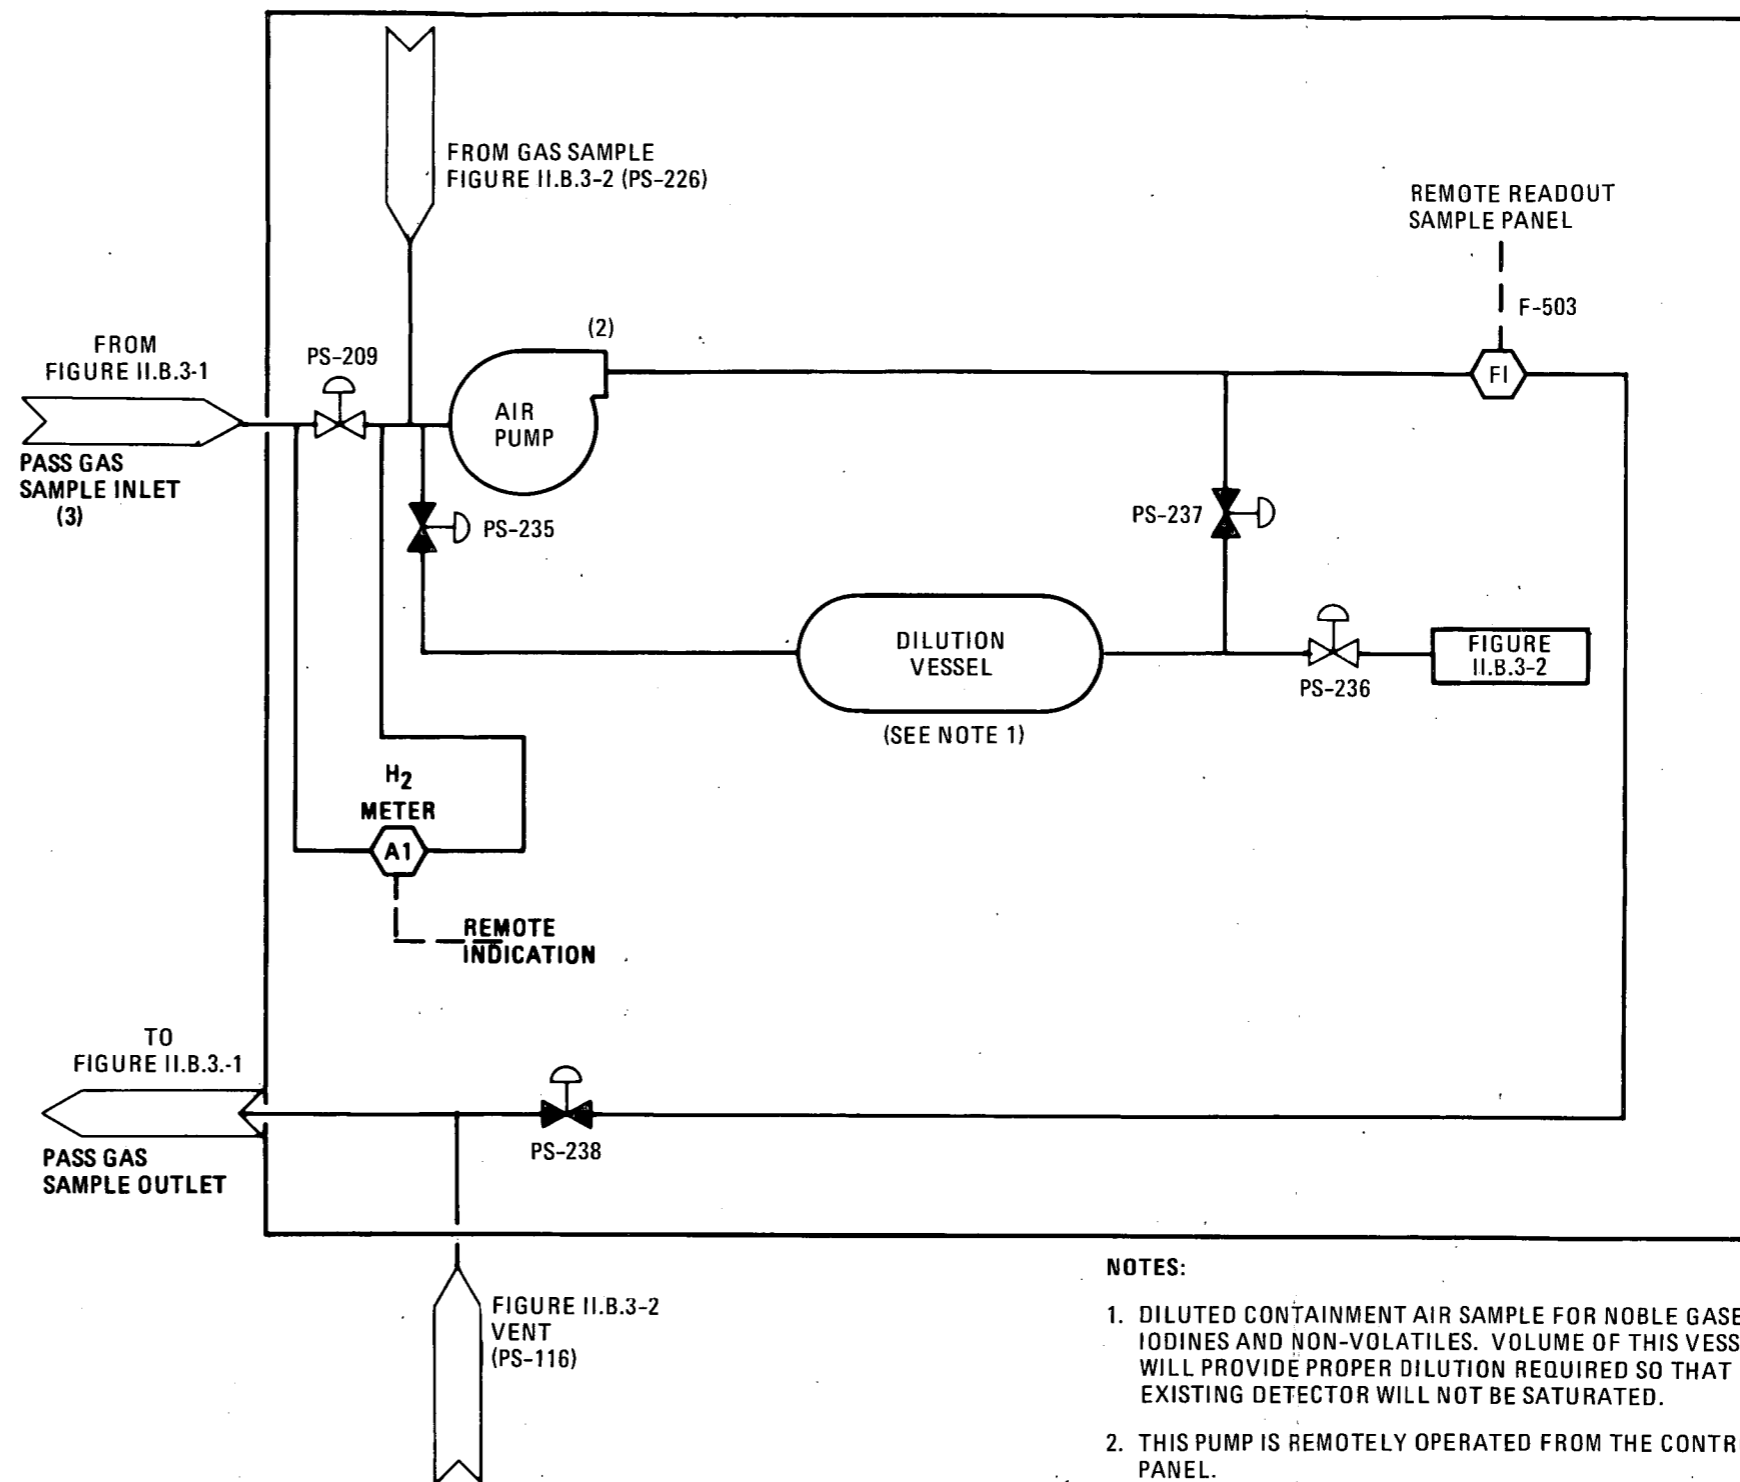 FROM GAS SAMPLE
FIGURE II.B.3-2 (PS-226)
REMOTE READOUT
SAMPLE PANEL
F-503
FI
(2)
FROM
FIGURE II.B.3-1
PS-209
AIR
PUMP
PASS GAS
SAMPLE INLET
(3)
PS-235
PS-237
DILUTION
VESSEL
(SEE NOTE 1)
PS-236
FIGURE
II.B.3-2
H2
METER
A1
REMOTE
INDICATION
TO
FIGURE II.B.3.-1
PASS GAS
SAMPLE OUTLET
PS-238
FIGURE II.B.3-2
VENT
(PS-116)
NOTES:
1. DILUTED CONTAINMENT AIR SAMPLE FOR NOBLE GASE
IODINES AND NON-VOLATILES. VOLUME OF THIS VESS
WILL PROVIDE PROPER DILUTION REQUIRED SO THAT
EXISTING DETECTOR WILL NOT BE SATURATED.
2. THIS PUMP IS REMOTELY OPERATED FROM THE CONTR
PANEL.